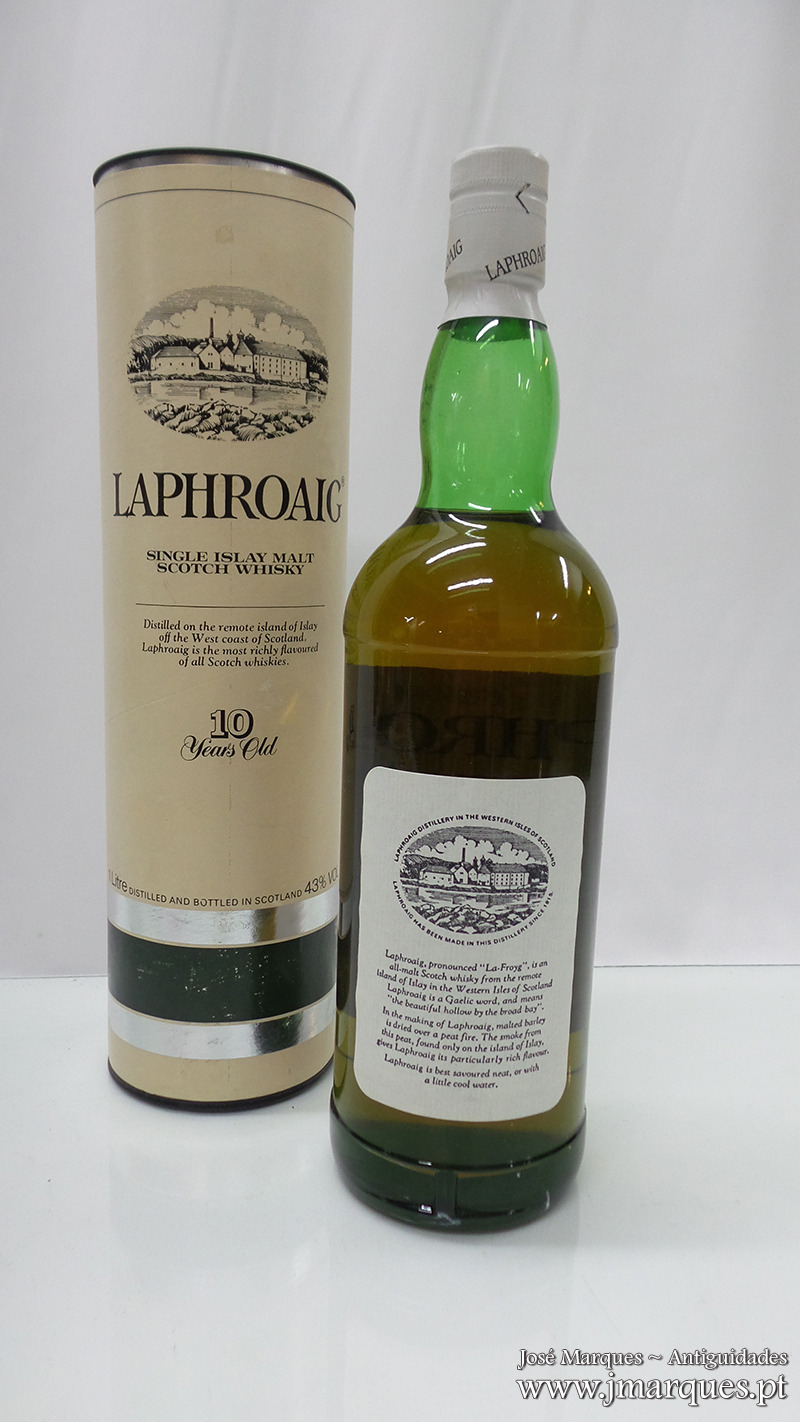 LAPHROAIG®
SINGLE ISLAY MALT
SCOTCH WHISKY
Distilled on the remote island of Islay
off the West coast of Scotland.
Laphroaig is the most richly flavoured
of all Scotch whiskies.
10
Years Old
1 Litre DISTILLED AND BOTTLED IN SCOTLAND 43% VOL
LAPHROAIG
LAPHROAIG DISTILLERY IN THE WESTERN ISLES OF SCOTLAND
LAPHROAIG HAS BEEN MADE IN THIS DISTILLERY SINCE 1815.
Laphroaig, pronounced "La-Froyg", is an
all-malt Scotch whisky from the remote
island of Islay in the Western Isles of Scotland
Laphroaig is a Gaelic word, and means
"the beautiful hollow by the broad bay".
In the making of Laphroaig, malted barley
is dried over a peat fire. The smoke from
this peat, found only on the island of Islay,
gives Laphroaig its particularly rich flavour.
Laphroaig is best savoured neat, or with
a little cool water.
José Marques ~ Antiguidades
www.jmarques.pt